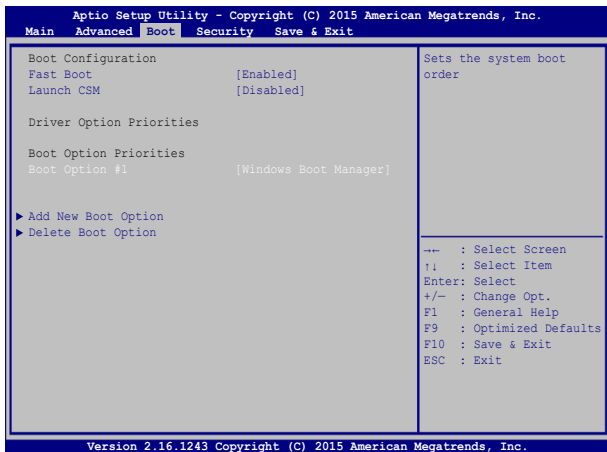 Aptio Setup Utility - Copyright (C) 2015 American Megatrends, Inc.
Main Advanced Boot Security Save & Exit
Boot Configuration
Fast Boot [Enabled]
Launch CSM [Disabled]
Driver Option Priorities
Boot Option Priorities
Boot Option #1 [Windows Boot Manager]
▶ Add New Boot Option
▶ Delete Boot Option
Sets the system boot
order
→← : Select Screen
↑↓ : Select Item
Enter: Select
+/— : Change Opt.
F1 : General Help
F9 : Optimized Defaults
F10 : Save & Exit
ESC : Exit
Version 2.16.1243 Copyright (C) 2015 American Megatrends, Inc.